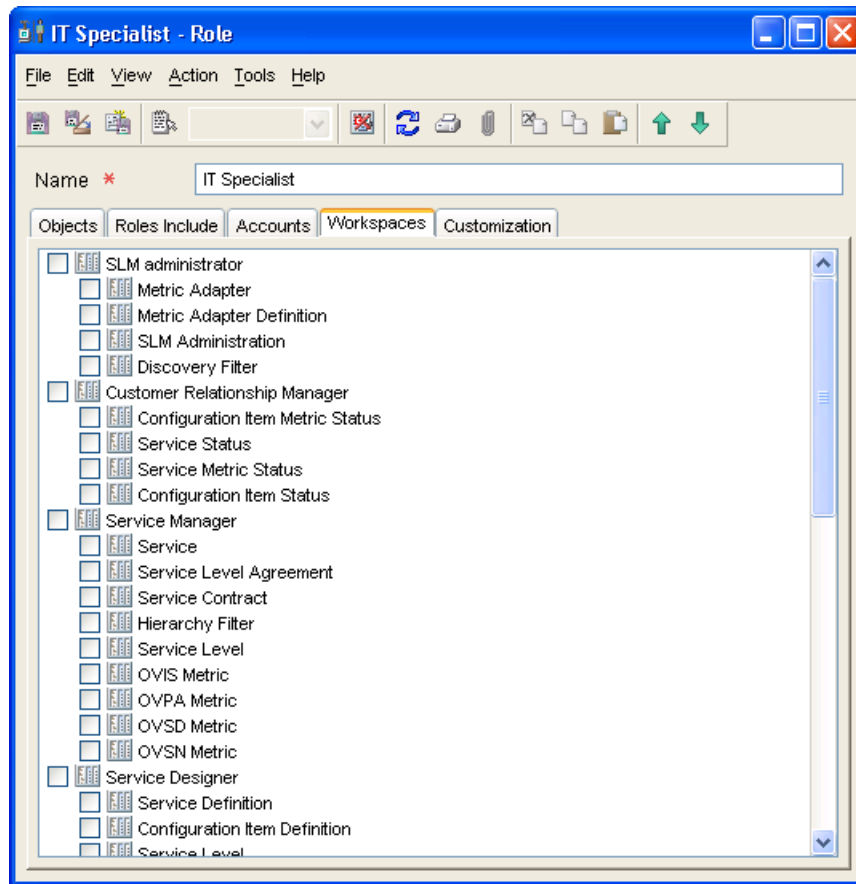 IT Specialist - Role
File Edit View Action Tools Help
Name * IT Specialist
Objects Roles Include Accounts Workspaces Customization
SLM administrator
Metric Adapter
Metric Adapter Definition
SLM Administration
Discovery Filter
Customer Relationship Manager
Configuration Item Metric Status
Service Status
Service Metric Status
Configuration Item Status
Service Manager
Service
Service Level Agreement
Service Contract
Hierarchy Filter
Service Level
OVIS Metric
OVPA Metric
OVSD Metric
OVSN Metric
Service Designer
Service Definition
Configuration Item Definition
Service Level